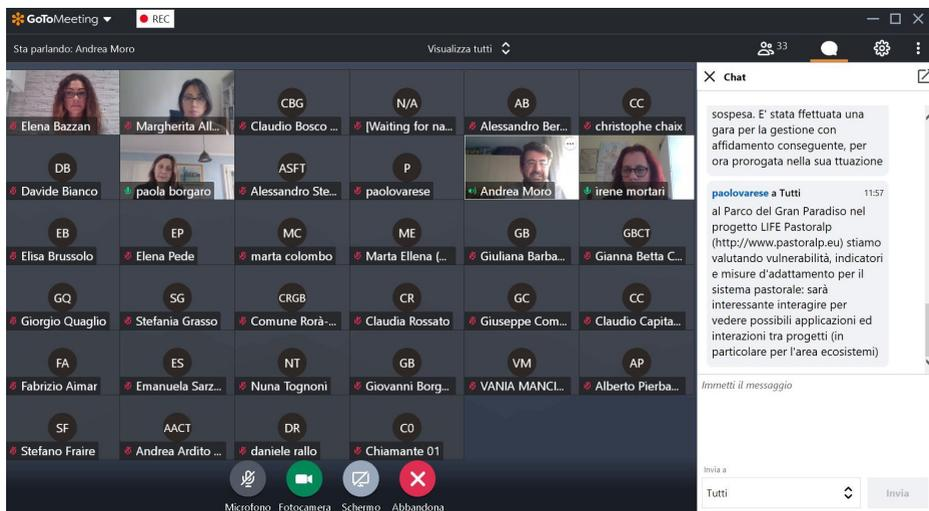 GoToMeeting
REC
Sta parlando: Andrea Moro
Visualizza tutti
33
Elena Bazzan
Margherita All...
CBG
Claudio Bosco ...
N/A
[Waiting for na...
AB
Alessandro Ber...
CC
christophe chaix
DB
Davide Bianco
paola borgaro
ASFT
Alessandro Ste...
P
paolovarese
Andrea Moro
irene mortari
EB
Elisa Brussolo
EP
Elena Pede
MC
marta colombo
ME
Marta Ellena (...
GB
Giuliana Barba...
GBCT
Gianna Betta C...
GQ
Giorgio Quaglio
SG
Stefania Grasso
CRGB
Comune Rorà-...
CR
Claudia Rossato
GC
Giuseppe Com...
CC
Claudio Capita...
FA
Fabrizio Aimar
ES
Emanuela Sarz...
NT
Nuna Tognoni
GB
Giovanni Borg...
VM
VANIA MANCI...
AP
Alberto Pierba...
SF
Stefano Fraire
AACT
Andrea Ardito ...
DR
daniele rallo
C0
Chiamante 01
Microfono
Fotocamera
Schermo
Abbandona
Chat
sospesa. E' stata ffettuata una
gara per la gestione con
affidamento conseguente, per
ora prorogata nella sua ttuazione
paolovarese a Tutti 11:57
al Parco del Gran Paradiso nel
progetto LIFE Pastoralp
(http://www.pastoralp.eu) stiamo
valutando vulnerabilità, indicatori
e misure d'adattamento per il
sistema pastorale: sarà
interessante interagire per
vedere possibili applicazioni ed
interazioni tra progetti (in
particolare per l'area ecosistemi)
Immetti il messaggio
Invia a
Tutti
Invia